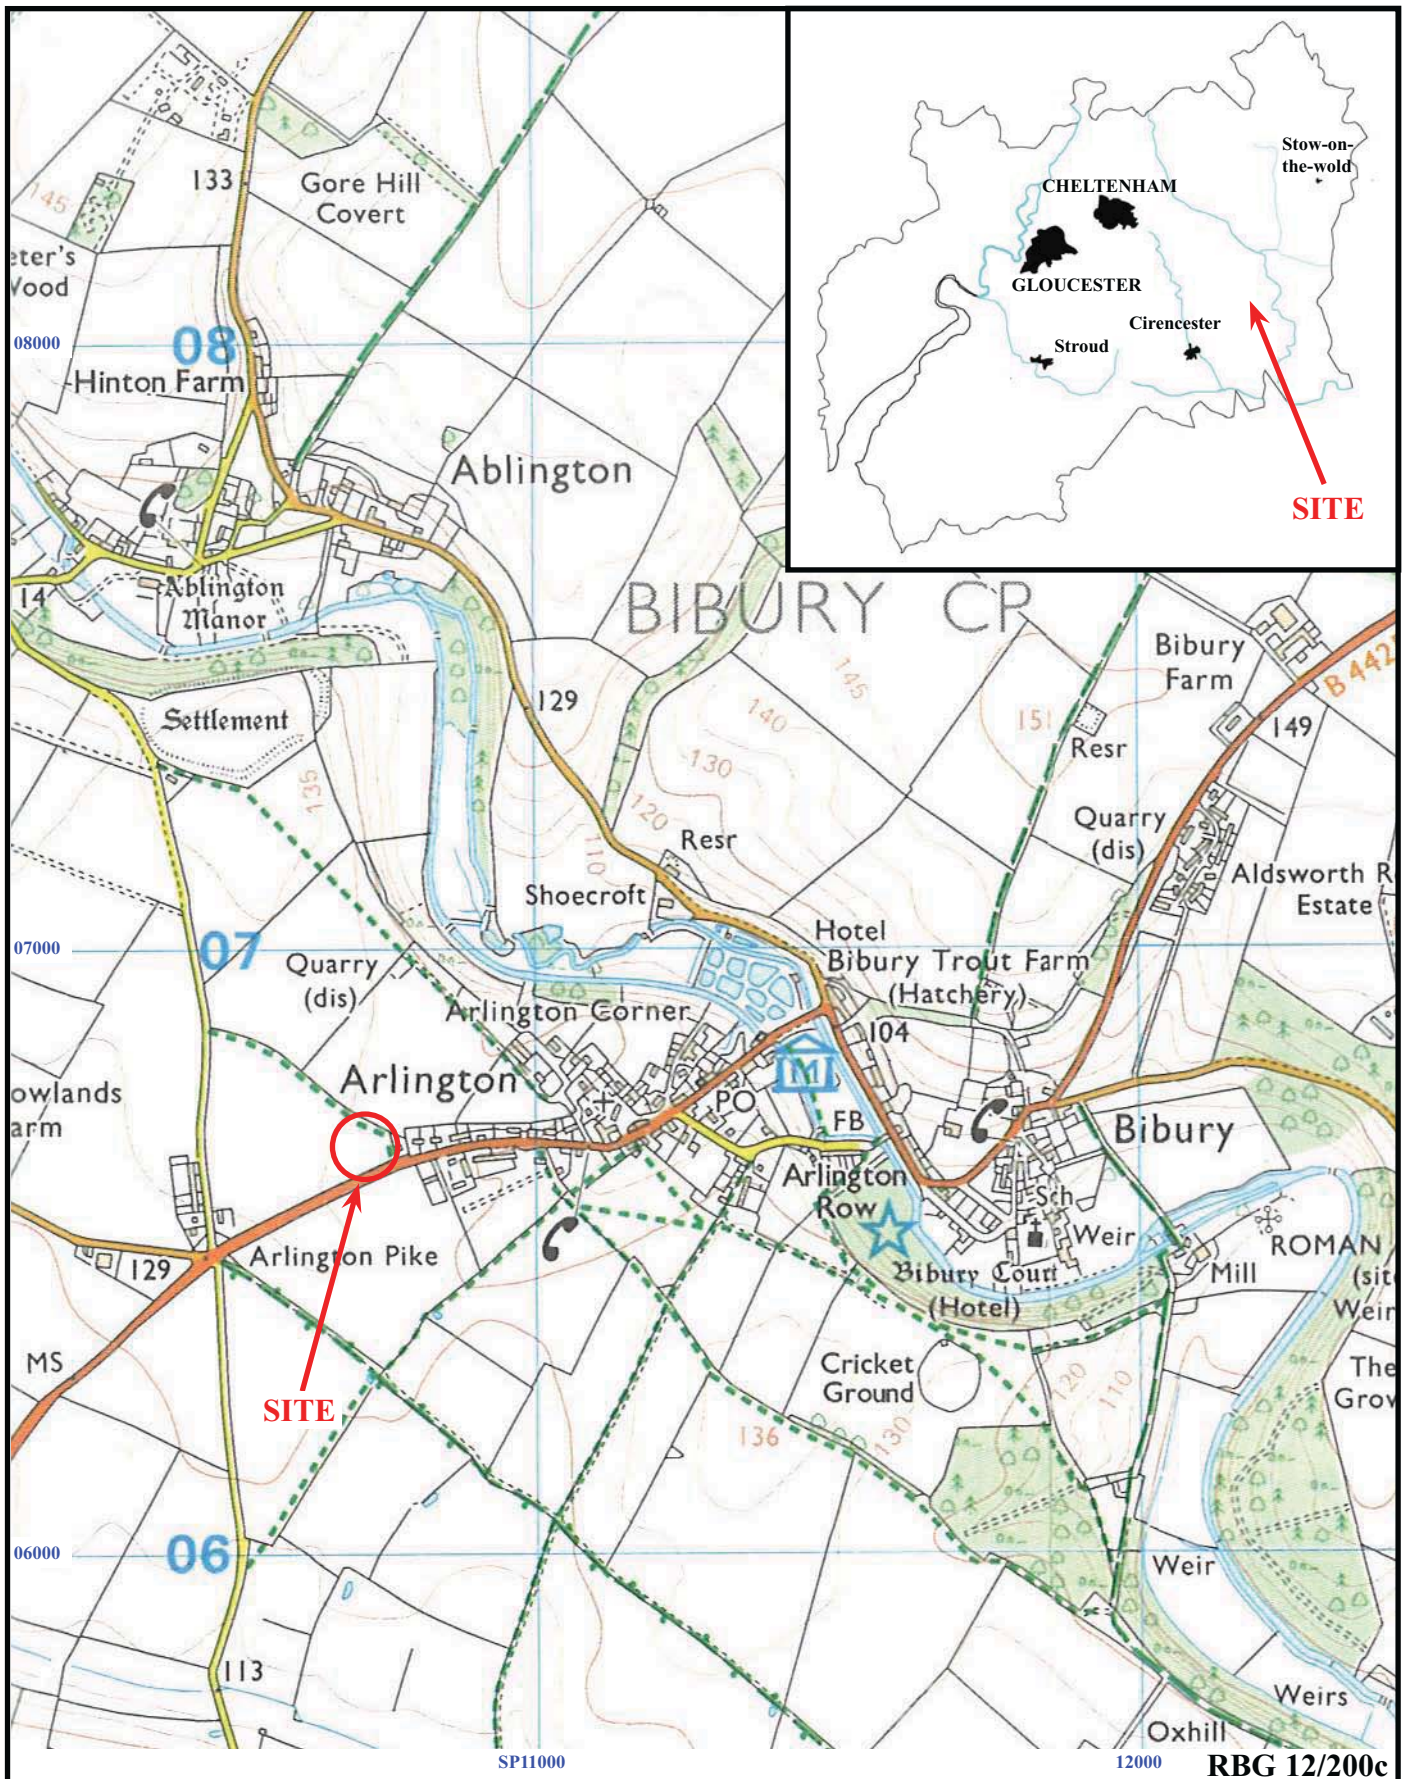 133
Gore Hill
Covert
145
eter's
Wood
08
08000
Hinton Farm
Ablington
14
Ablington
Manor
Settlement
BIBURY CP
129
145
140
130
120
110
135
151
Resr
Bibury
Farm
B 442
149
Quarry
(dis)
Aldsworth R
Estate
Resr
Shoecroft
07000
07
Quarry
(dis)
Hotel
Bibury Trout Farm
(Hatchery)
Arlington Corner
104
Arlington
M
PO
FB
Bibury
owlands
arm
Arlington
Row
Sch
Weir
129
Arlington Pike
Bibury Court
(Hotel)
Mill
ROMAN
(site
Weir
MS
SITE
Cricket
Ground
120
110
The
Grov
136
130
06000
06
Weir
113
Weirs
Oxhill
SP11000
12000
RBG 12/200c
Stow-on-
the-wold
CHELTENHAM
GLOUCESTER
Cirencester
Stroud
SITE